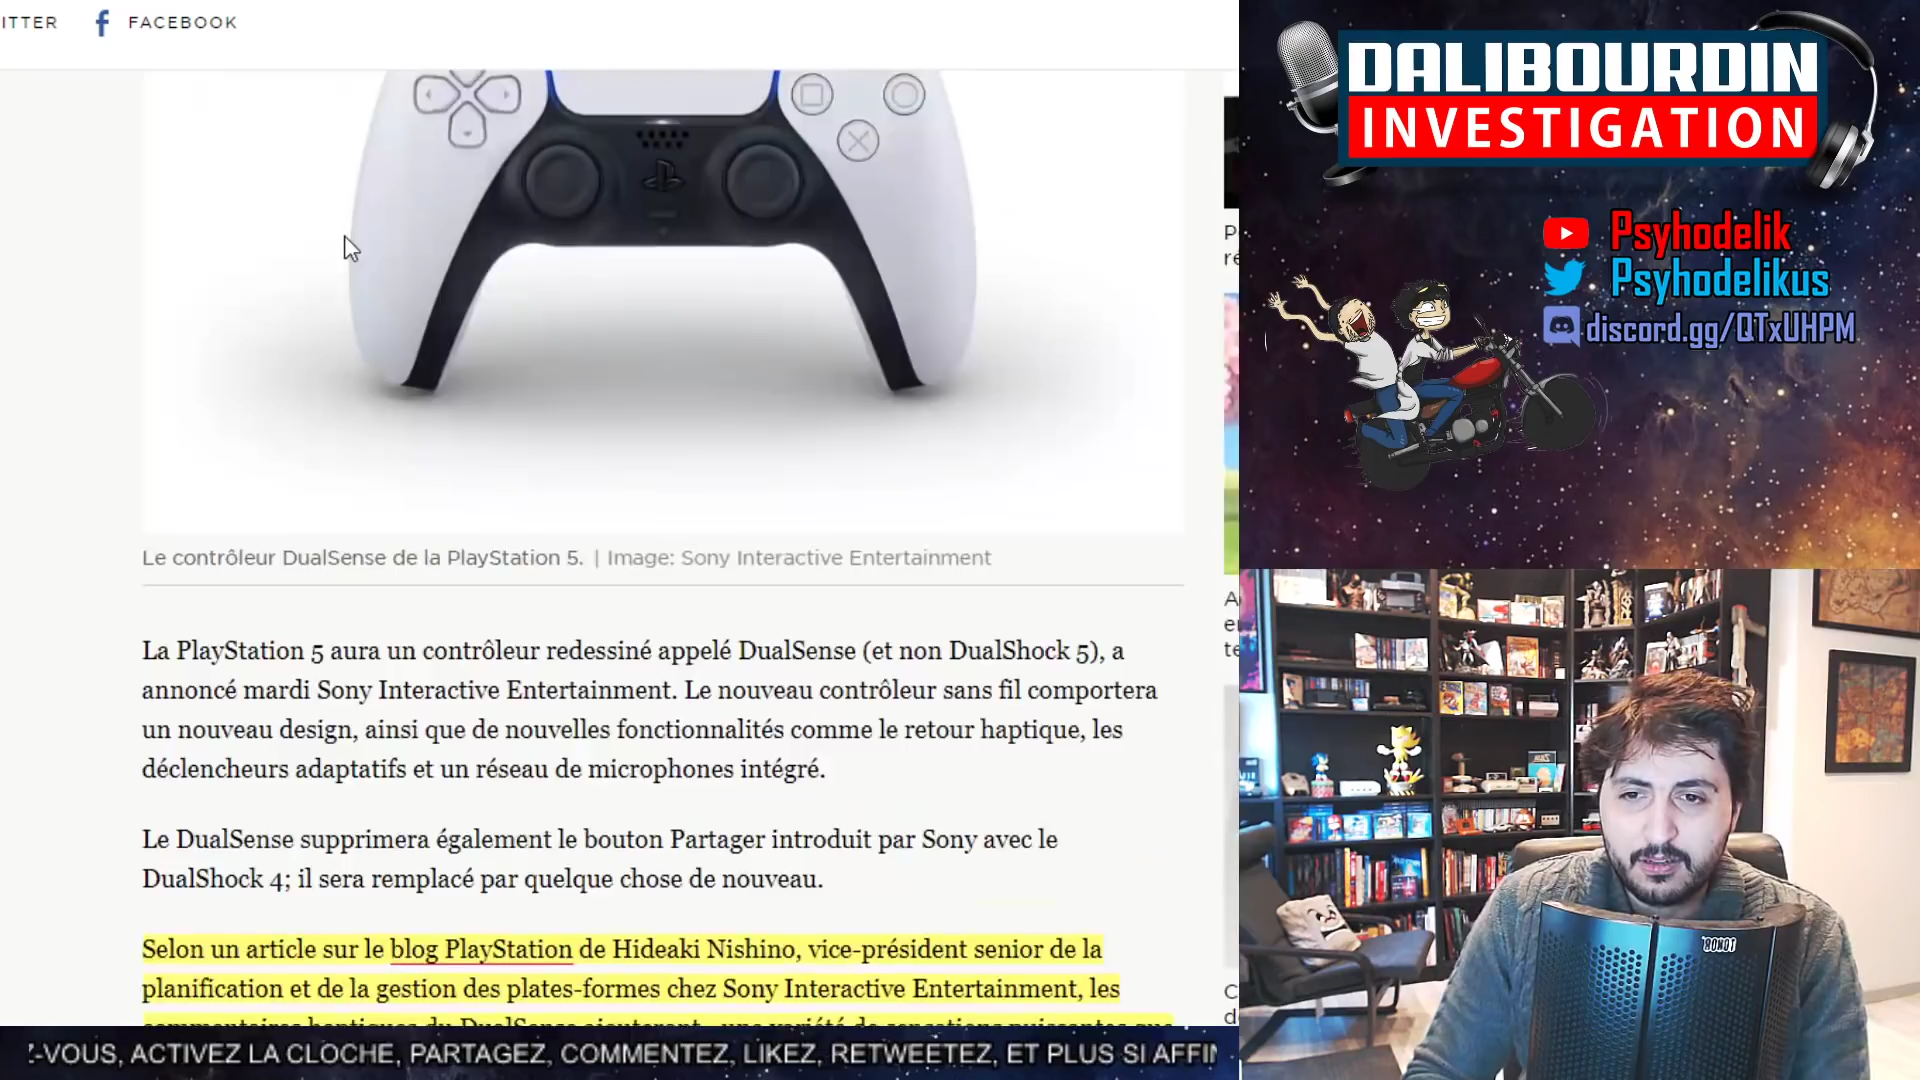 ITTER FACEBOOK
Le contrôleur DualSense de la PlayStation 5. | Image: Sony Interactive Entertainment
La PlayStation 5 aura un contrôleur redessiné appelé DualSense (et non DualShock 5), a
annoncé mardi Sony Interactive Entertainment. Le nouveau contrôleur sans fil comportera
un nouveau design, ainsi que de nouvelles fonctionnalités comme le retour haptique, les
déclencheurs adaptatifs et un réseau de microphones intégré.
Le DualSense supprimera également le bouton Partager introduit par Sony avec le
DualShock 4; il sera remplacé par quelque chose de nouveau.
Selon un article sur le blog PlayStation de Hideaki Nishino, vice-président senior de la
planification et de la gestion des plates-formes chez Sony Interactive Entertainment, les
DALIBOURDIN
INVESTIGATION
Psyhodelik
Psyhodelikus
discord.gg/QTxUHPM
Z-VOUS, ACTIVEZ LA CLOCHE, PARTAGEZ, COMMENTEZ, LIKEZ, RETWEETEZ, ET PLUS SI AFFIN